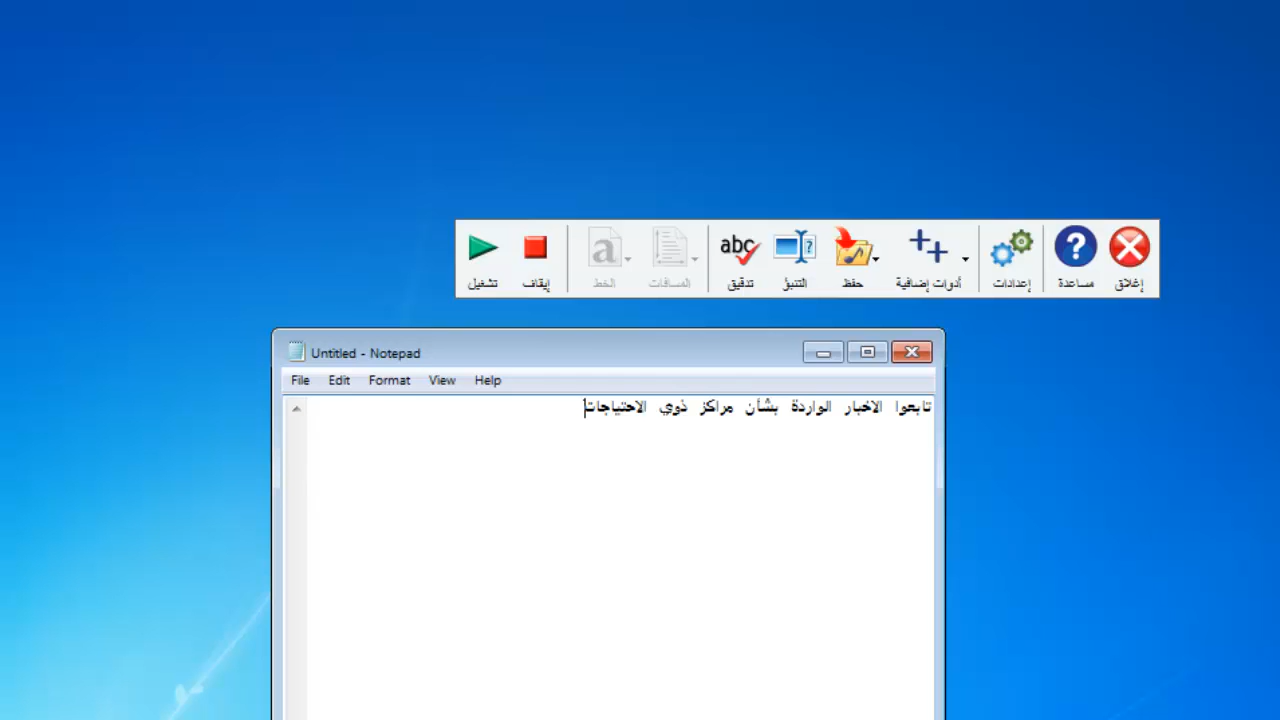 abc
تشغيل
إيقاف
الخط
المسافات
تدقيق
التنبؤ
حفظ
أدوات إضافية
إعدادات
مساعدة
إغلاق
Untitled - Notepad
File Edit Format View Help
تابعوا الاخبار الواردة بشأن مراكز ذوي الاحتياجات